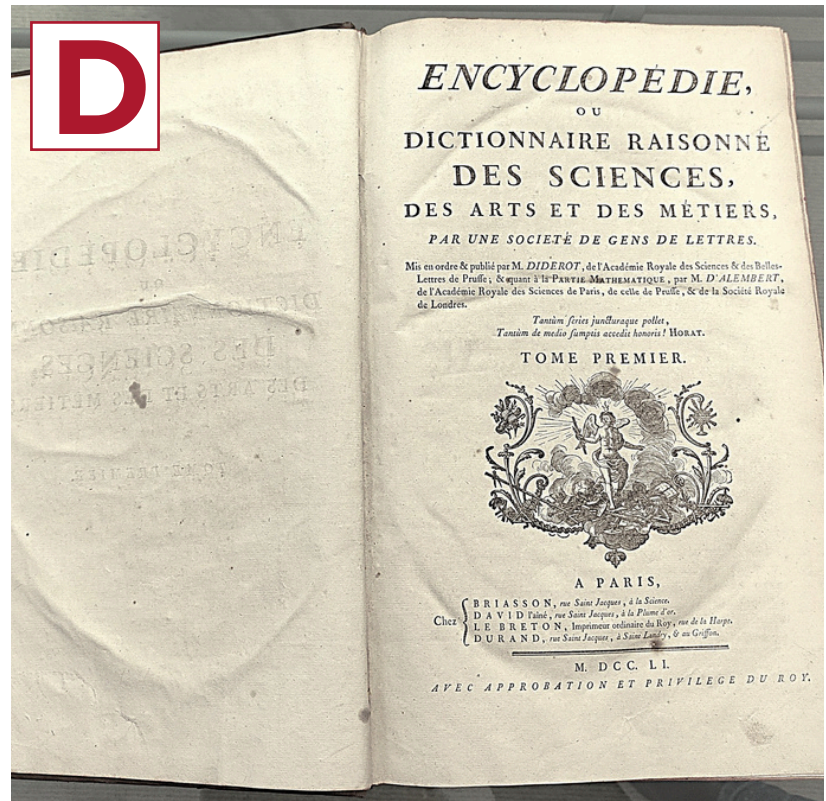 D
ENCYCLOPÉDIE,
OU
DICTIONNAIRE RAISONNÉ
DES SCIENCES,
DES ARTS ET DES MÉTIERS,
PAR UNE SOCIETÉ DE GENS DE LETTRES.
Mis en ordre & publié par M. DIDEROT, de l'Académie Royale des Sciences & des Belles-
Lettres de Prusse; & quant à la PARTIE MATHÉMATIQUE, par M. D'ALEMBERT,
de l'Académie Royale des Sciences de Paris, de celle de Prusse, & de la Société Royale
de Londres.
Tantùm series juncturaque pollet,
Tantùm de medio sumptis accedit honoris! HORAT.
TOME PREMIER.
A PARIS,
Chez
BRIASSON, rue Saint Jacques, à la Science.
DAVID l'aîné, rue Saint Jacques, à la Plume d'or.
LE BRETON, Imprimeur ordinaire du Roy, rue de la Harpe.
DURAND, rue Saint Jacques, à Saint Landry, & au Griffon.
M. DCC. LI.
AVEC APPROBATION ET PRIVILEGE DU ROY.